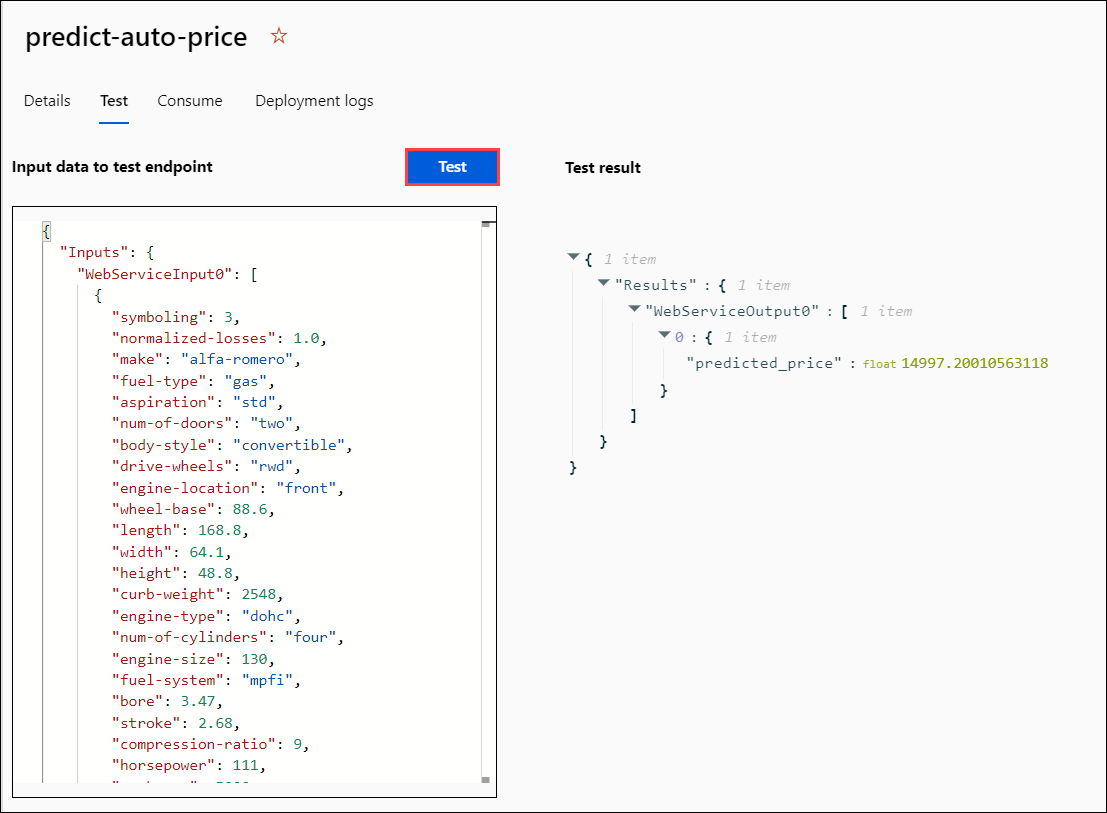 predict-auto-price
Details Test Consume Deployment logs
Input data to test endpoint
Test
{
"Inputs": {
"WebServiceInput0": [
{
"symboling": 3,
"normalized-losses": 1.0,
"make": "alfa-romero",
"fuel-type": "gas",
"aspiration": "std",
"num-of-doors": "two",
"body-style": "convertible",
"drive-wheels": "rwd",
"engine-location": "front",
"wheel-base": 88.6,
"length": 168.8,
"width": 64.1,
"height": 48.8,
"curb-weight": 2548,
"engine-type": "dohc",
"num-of-cylinders": "four",
"engine-size": 130,
"fuel-system": "mpfi",
"bore": 3.47,
"stroke": 2.68,
"compression-ratio": 9,
"horsepower": 111,
Test result
{ 1 item
"Results" : { 1 item
"WebServiceOutput0" : [ 1 item
0 : { 1 item
"predicted_price" : float 14997.20010563118
}
]
}
}